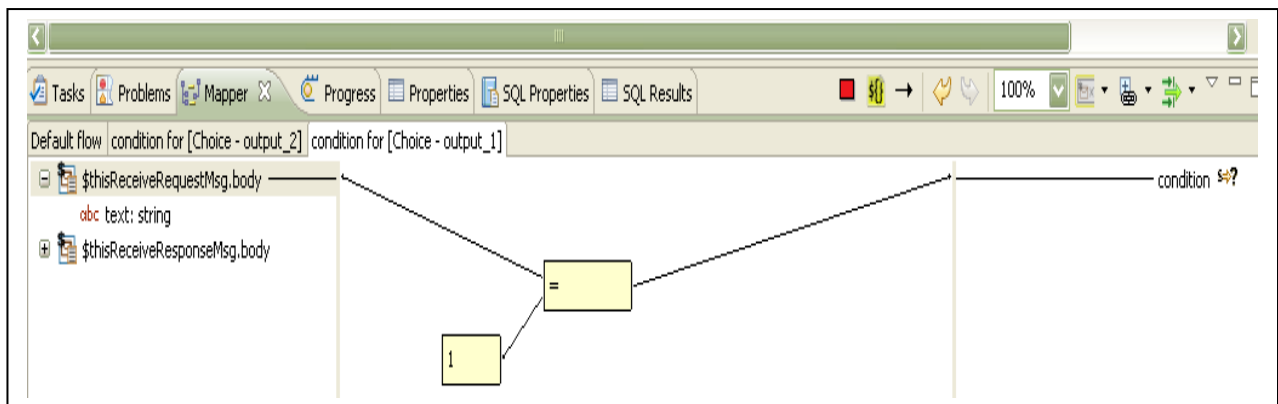 Tasks Problems Mapper Progress Properties SQL Properties SQL Results 100%
Default flow condition for [Choice - output_2] condition for [Choice - output_1]
$thisReceiveRequestMsg.body condition
abc text: string
$thisReceiveResponseMsg.body
=
1